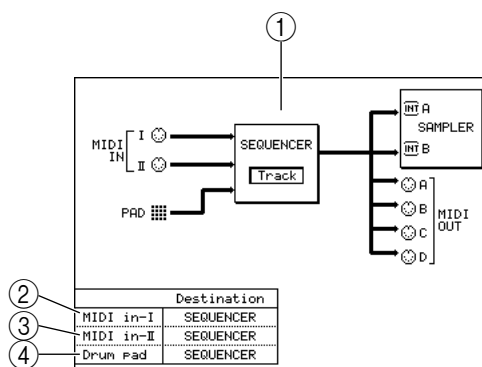 ①
I
MIDI IN
II
PAD
SEQUENCER
Track
INT A
SAMPLER
INT B
A
B
C
D
MIDI OUT
Destination
② MIDI in-I SEQUENCER
③ MIDI in-II SEQUENCER
④ Drum pad SEQUENCER